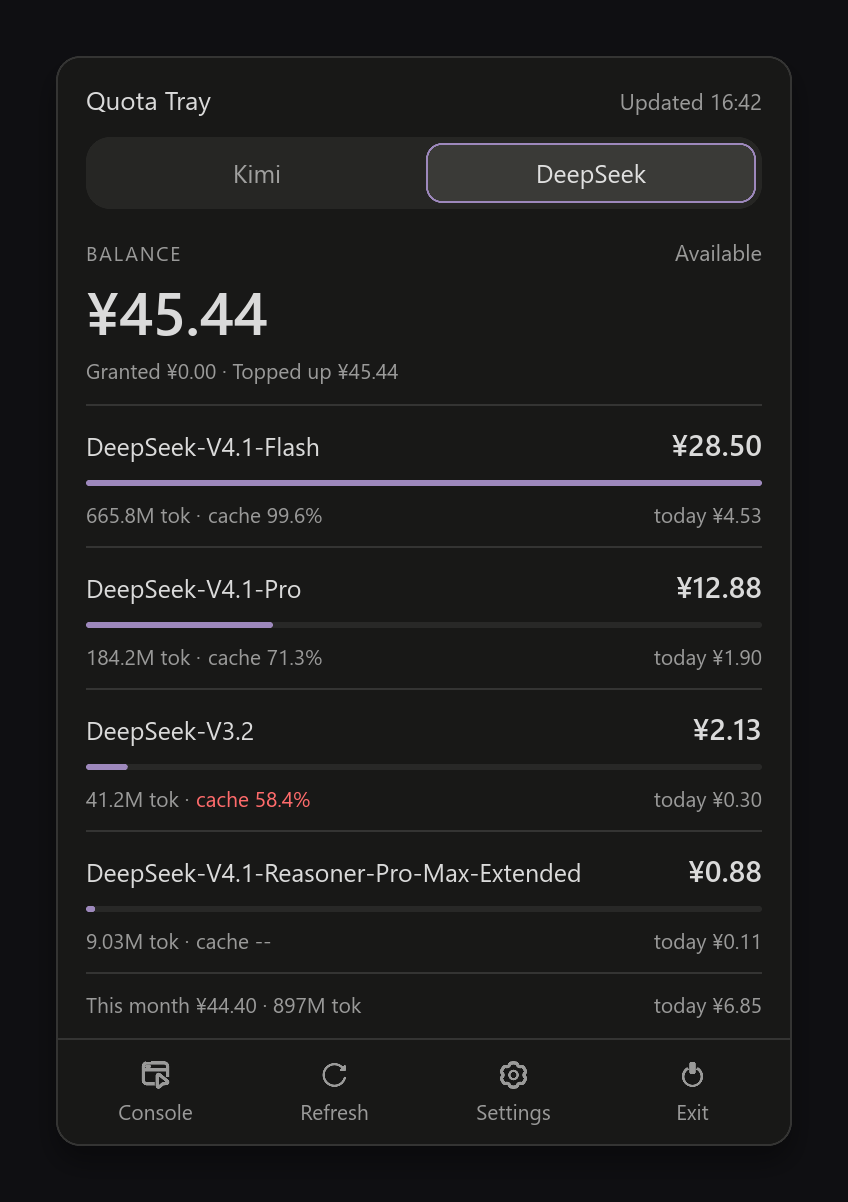 Quota Tray Updated 16:42
Kimi DeepSeek
BALANCE Available
¥45.44
Granted ¥0.00 · Topped up ¥45.44
DeepSeek-V4.1-Flash ¥28.50
665.8M tok · cache 99.6% today ¥4.53
DeepSeek-V4.1-Pro ¥12.88
184.2M tok · cache 71.3% today ¥1.90
DeepSeek-V3.2 ¥2.13
41.2M tok · cache 58.4% today ¥0.30
DeepSeek-V4.1-Reasoner-Pro-Max-Extended ¥0.88
9.03M tok · cache -- today ¥0.11
This month ¥44.40 · 897M tok today ¥6.85
Console Refresh Settings Exit